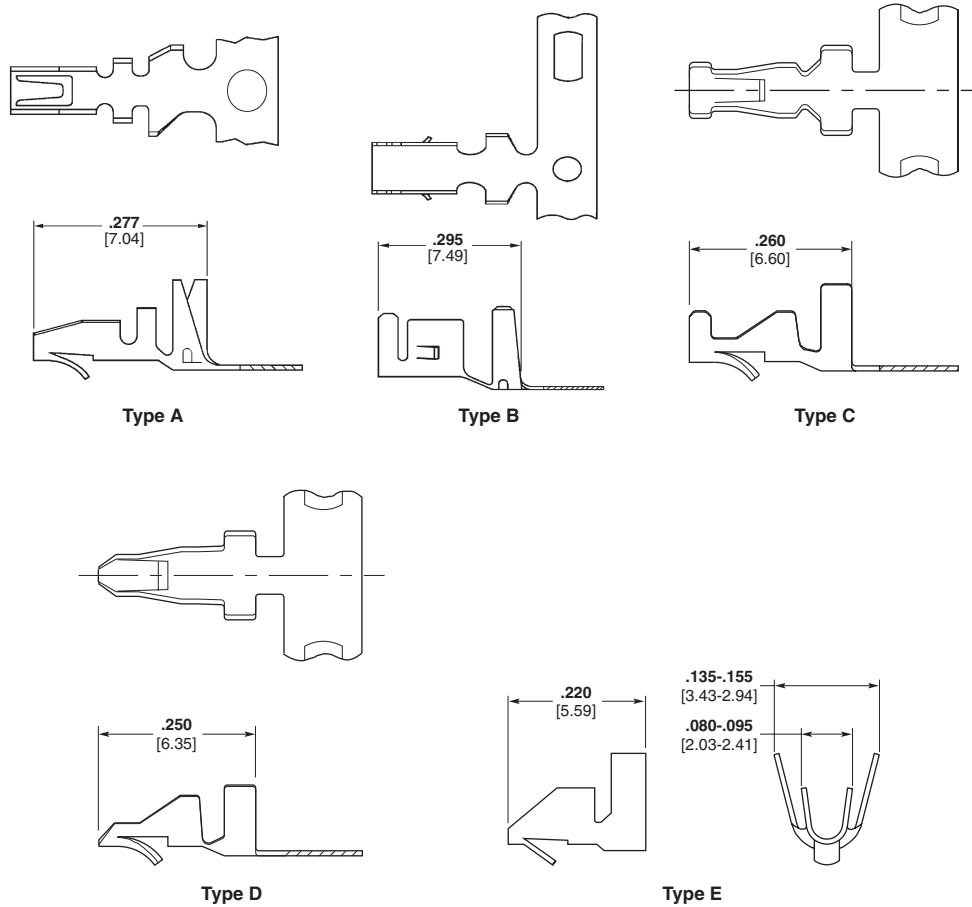 .277
[7.04]
.295
[7.49]
.260
[6.60]
Type A
Type B
Type C
.250
[6.35]
.220
[5.59]
.135-.155
[3.43-2.94]
.080-.095
[2.03-2.41]
Type D
Type E